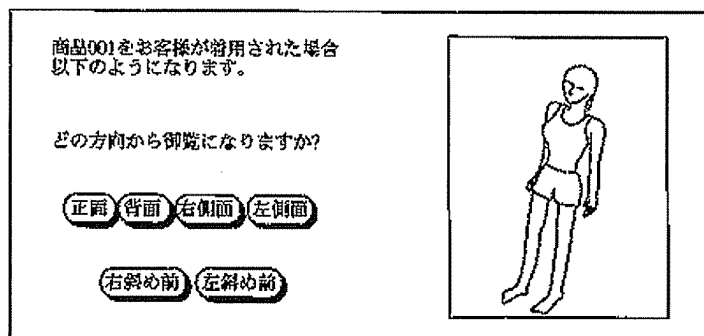 商品001をお客様が着用された場合
以下のようになります。
どの方向から御覧になりますか?
正面 背面 右側面 左側面
右斜め前 左斜め前